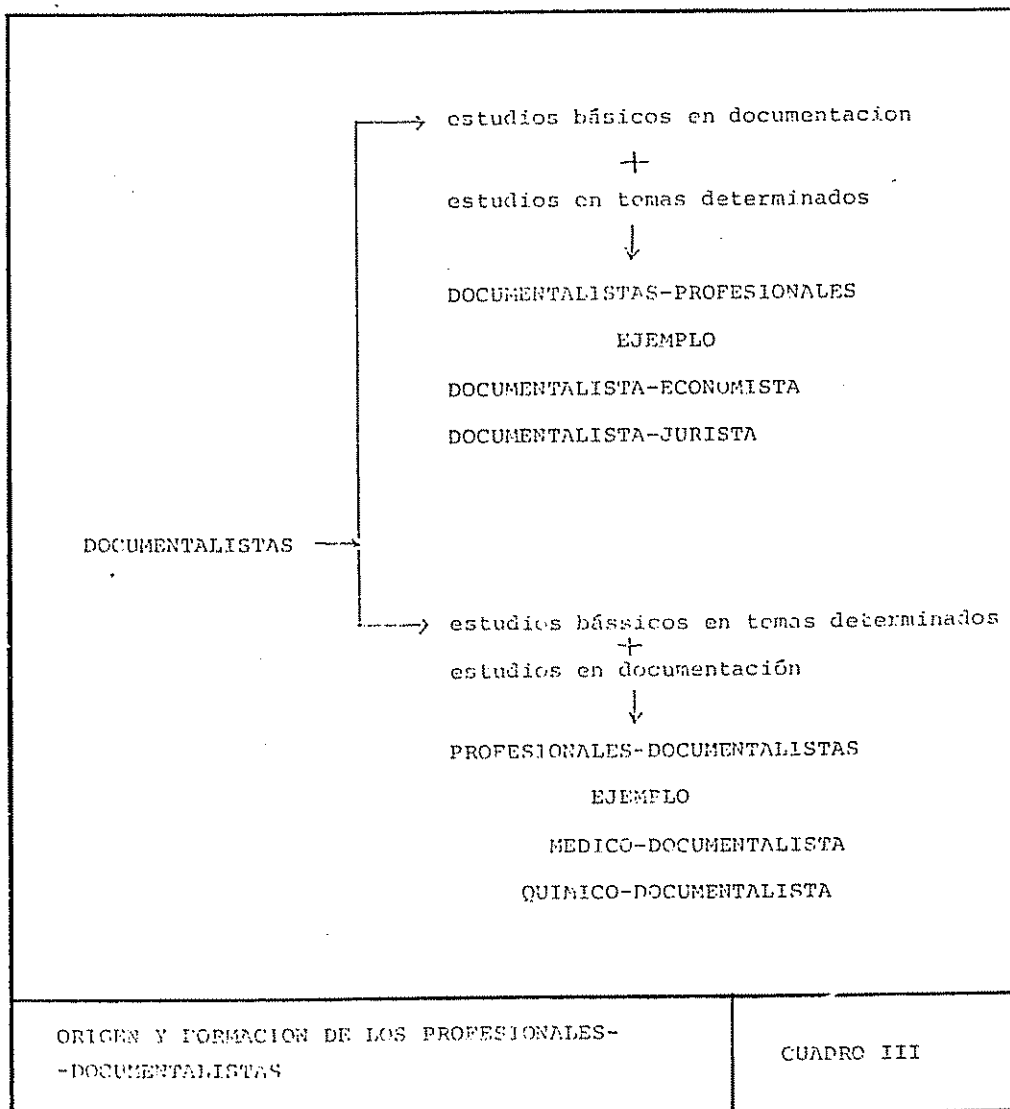 estudios básicos en documentacion
+
estudios en temas determinados
DOCUMENTALISTAS-PROFESIONALES
EJEMPLO
DOCUMENTALISTA-ECONOMISTA
DOCUMENTALISTA-JURISTA
DOCUMENTALISTAS
estudios bássicos en temas determinados
+
estudios en documentación
PROFESIONALES-DOCUMENTALISTAS
EJEMPLO
MEDICO-DOCUMENTALISTA
QUIMICO-DOCUMENTALISTA
ORIGEN Y FORMACION DE LOS PROFESIONALES-
-DOCUMENTALISTAS
CUADRO III